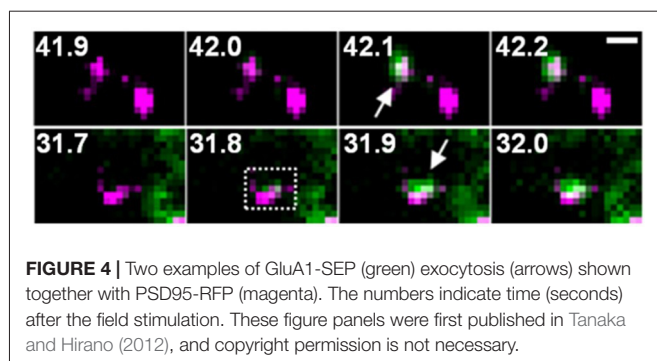 41.9 42.0 42.1 42.2
31.7 31.8 31.9 32.0
FIGURE 4 | Two examples of GluA1-SEP (green) exocytosis (arrows) shown
together with PSD95-RFP (magenta). The numbers indicate time (seconds)
after the field stimulation. These figure panels were first published in Tanaka
and Hirano (2012), and copyright permission is not necessary.